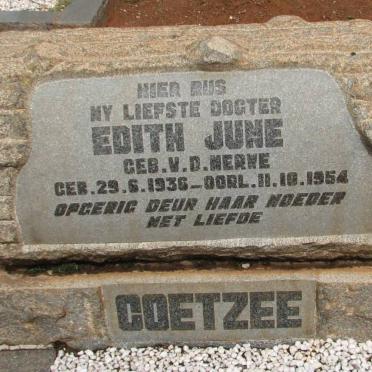 HIER RUS
MY LIEFSTE DOGTER
EDITH JUNE
GEB. V.D. MERWE
GEB. 29.6.1936 - OORL. 11.10.1954
OPGERIG DEUR HAAR MOEDER
MET LIEFDE
COETZEE